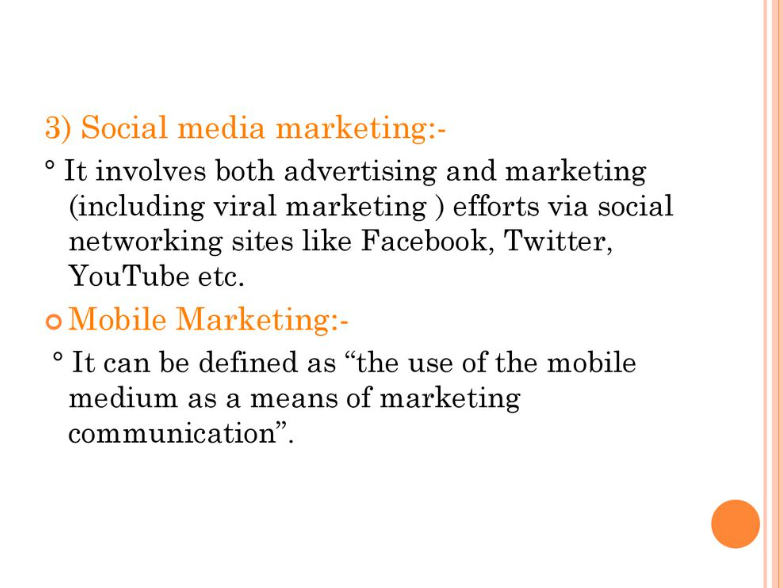 3) Social media marketing:-
° It involves both advertising and marketing
(including viral marketing ) efforts via social
networking sites like Facebook, Twitter,
YouTube etc.
Mobile Marketing:-
° It can be defined as “the use of the mobile
medium as a means of marketing
communication”.